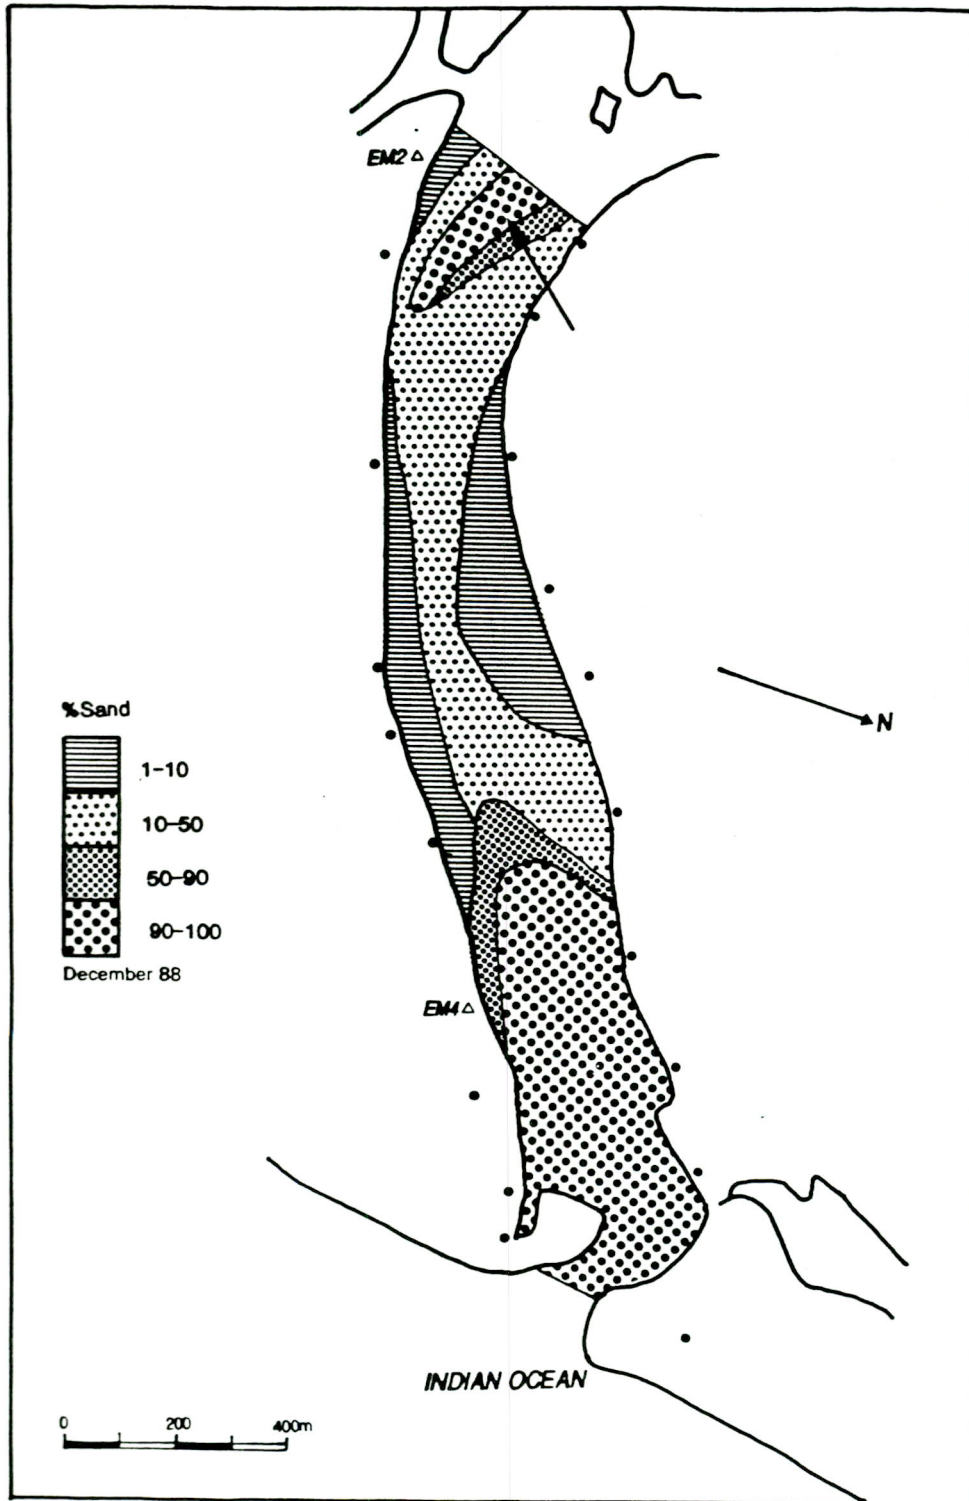 EM2
N
%Sand
1-10
10-50
50-90
90-100
December 88
EM4
INDIAN OCEAN
0 200 400m